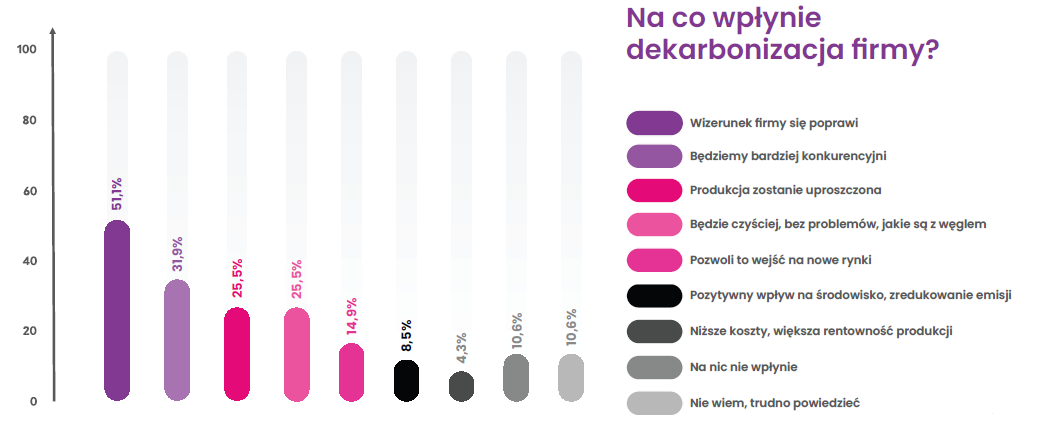 Na co wpłynie
dekarbonizacja firmy?
100
80
60
40
20
0
51,1%
31,9%
25,5%
25,5%
14,9%
8,5%
4,3%
10,6%
10,6%
Wizerunek firmy się poprawi
Będziemy bardziej konkurencyjni
Produkcja zostanie uproszczona
Będzie czyściej, bez problemów, jakie są z węglem
Pozwoli to wejść na nowe rynki
Pozytywny wpływ na środowisko, zredukowanie emisji
Niższe koszty, większa rentowność produkcji
Na nic nie wpłynie
Nie wiem, trudno powiedzieć